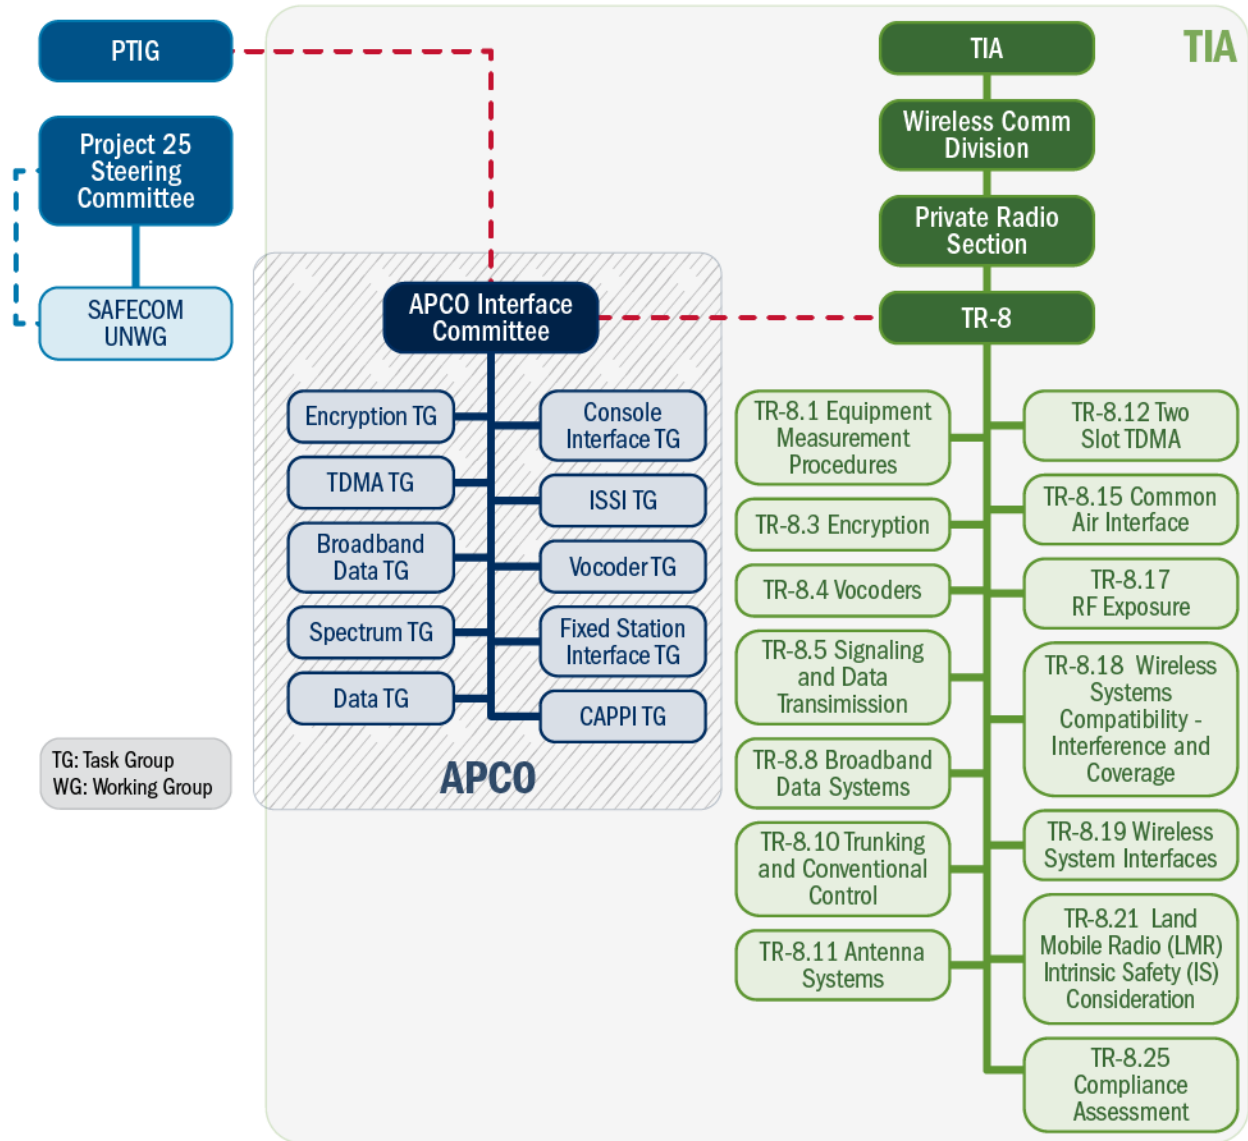 PTIG
Project 25
Steering
Committee
SAFECOM
UNWG
TIA
TIA
Wireless Comm
Division
Private Radio
Section
TR-8
APCO Interface
Committee
Encryption TG
TDMA TG
Broadband
Data TG
Spectrum TG
Data TG
Console
Interface TG
ISSI TG
Vocoder TG
Fixed Station
Interface TG
CAPPI TG
APCO
TG: Task Group
WG: Working Group
TR-8.1 Equipment
Measurement
Procedures
TR-8.3 Encryption
TR-8.4 Vocoders
TR-8.5 Signaling
and Data
Transimission
TR-8.8 Broadband
Data Systems
TR-8.10 Trunking
and Conventional
Control
TR-8.11 Antenna
Systems
TR-8.12 Two
Slot TDMA
TR-8.15 Common
Air Interface
TR-8.17
RF Exposure
TR-8.18 Wireless
Systems
Compatibility -
Interference and
Coverage
TR-8.19 Wireless
System Interfaces
TR-8.21 Land
Mobile Radio (LMR)
Intrinsic Safety (IS)
Consideration
TR-8.25
Compliance
Assessment